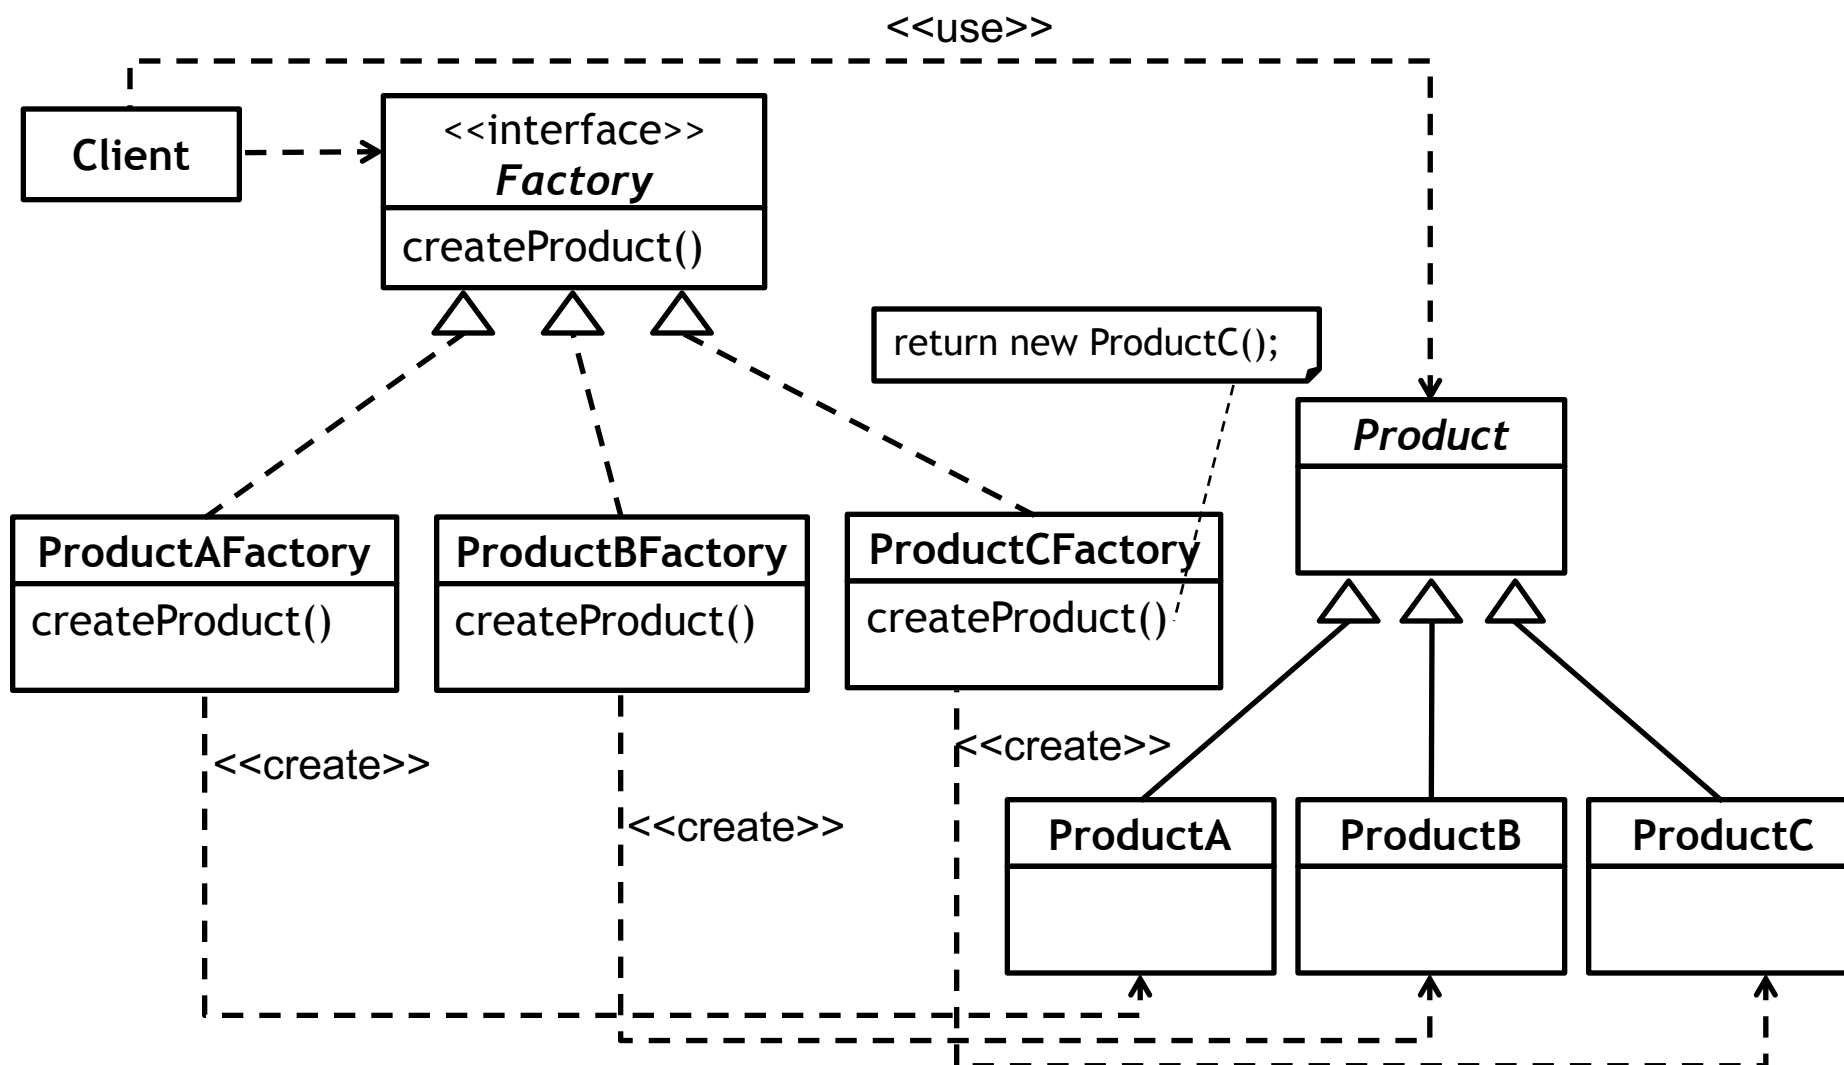 <<use>>
Client
<<interface>>
Factory
createProduct()
return new ProductC();
Product
ProductAFactory
createProduct()
ProductBFactory
createProduct()
ProductCFactory
createProduct()
<<create>>
<<create>>
<<create>>
ProductA
ProductB
ProductC